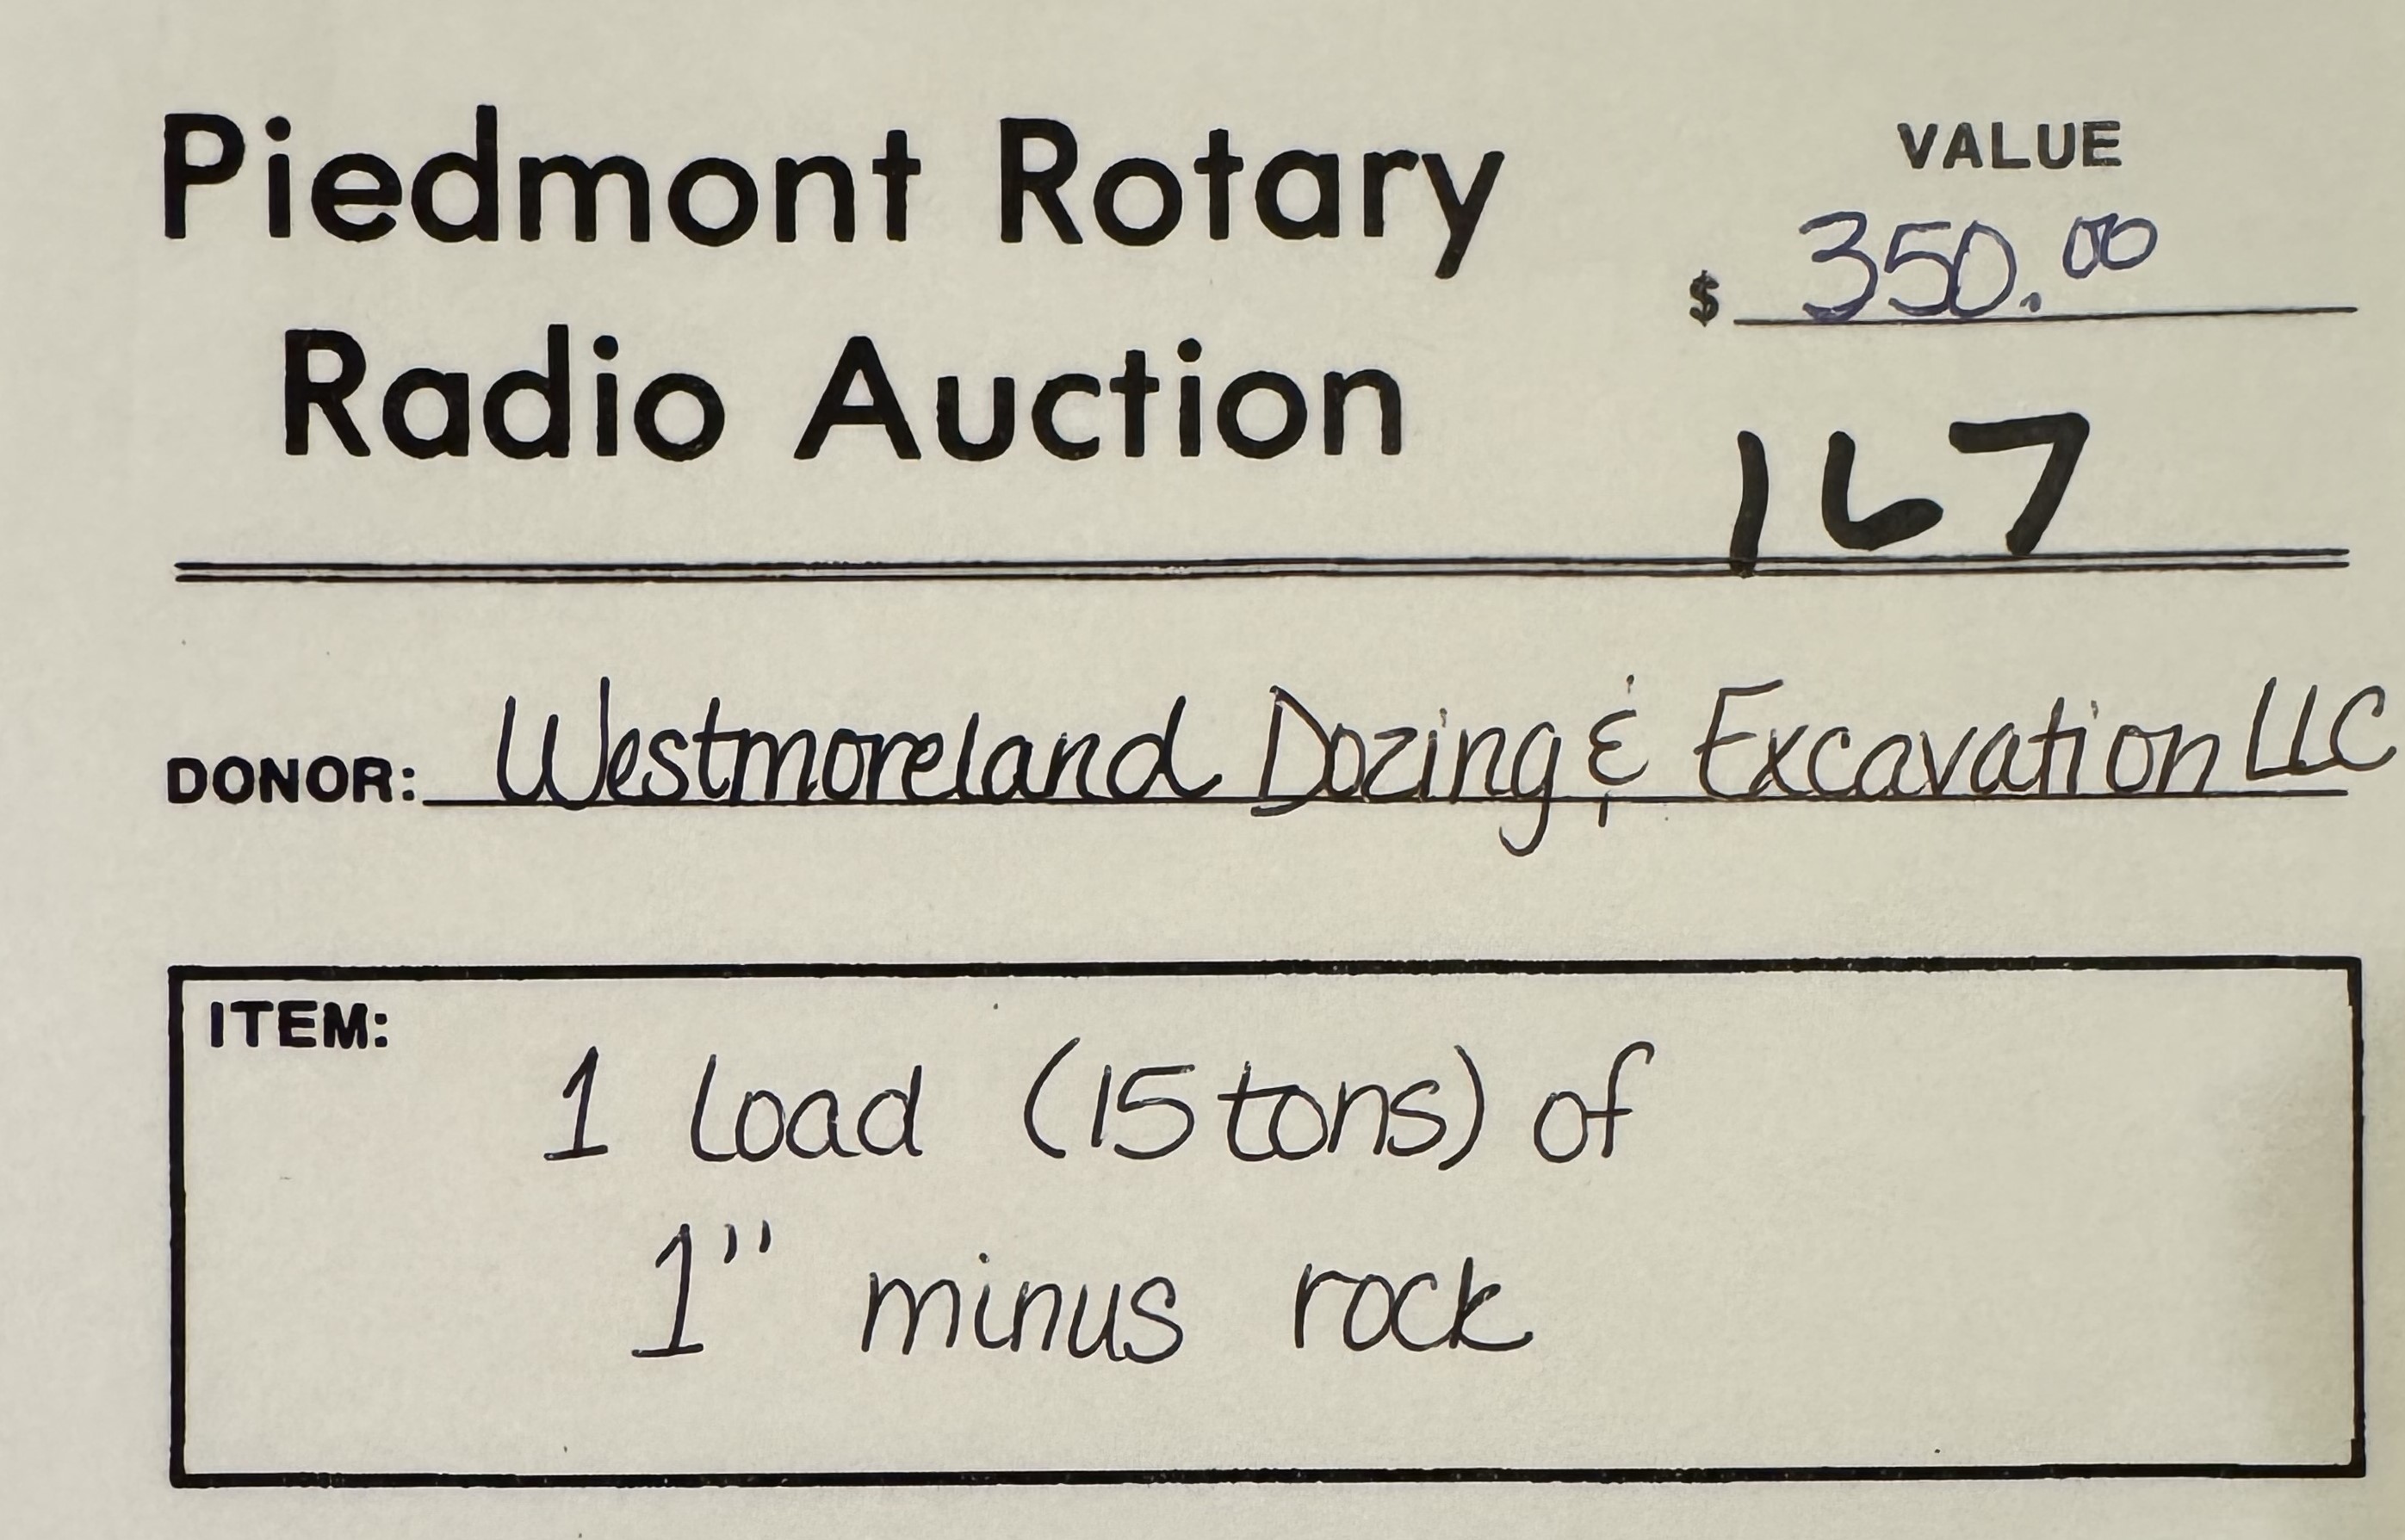 Piedmont Rotary
Radio Auction
VALUE
$ 350.00
167
DONOR: Westmoreland Dozing & Excavation LLC
ITEM:
1 load (15 tons) of
1" minus rock